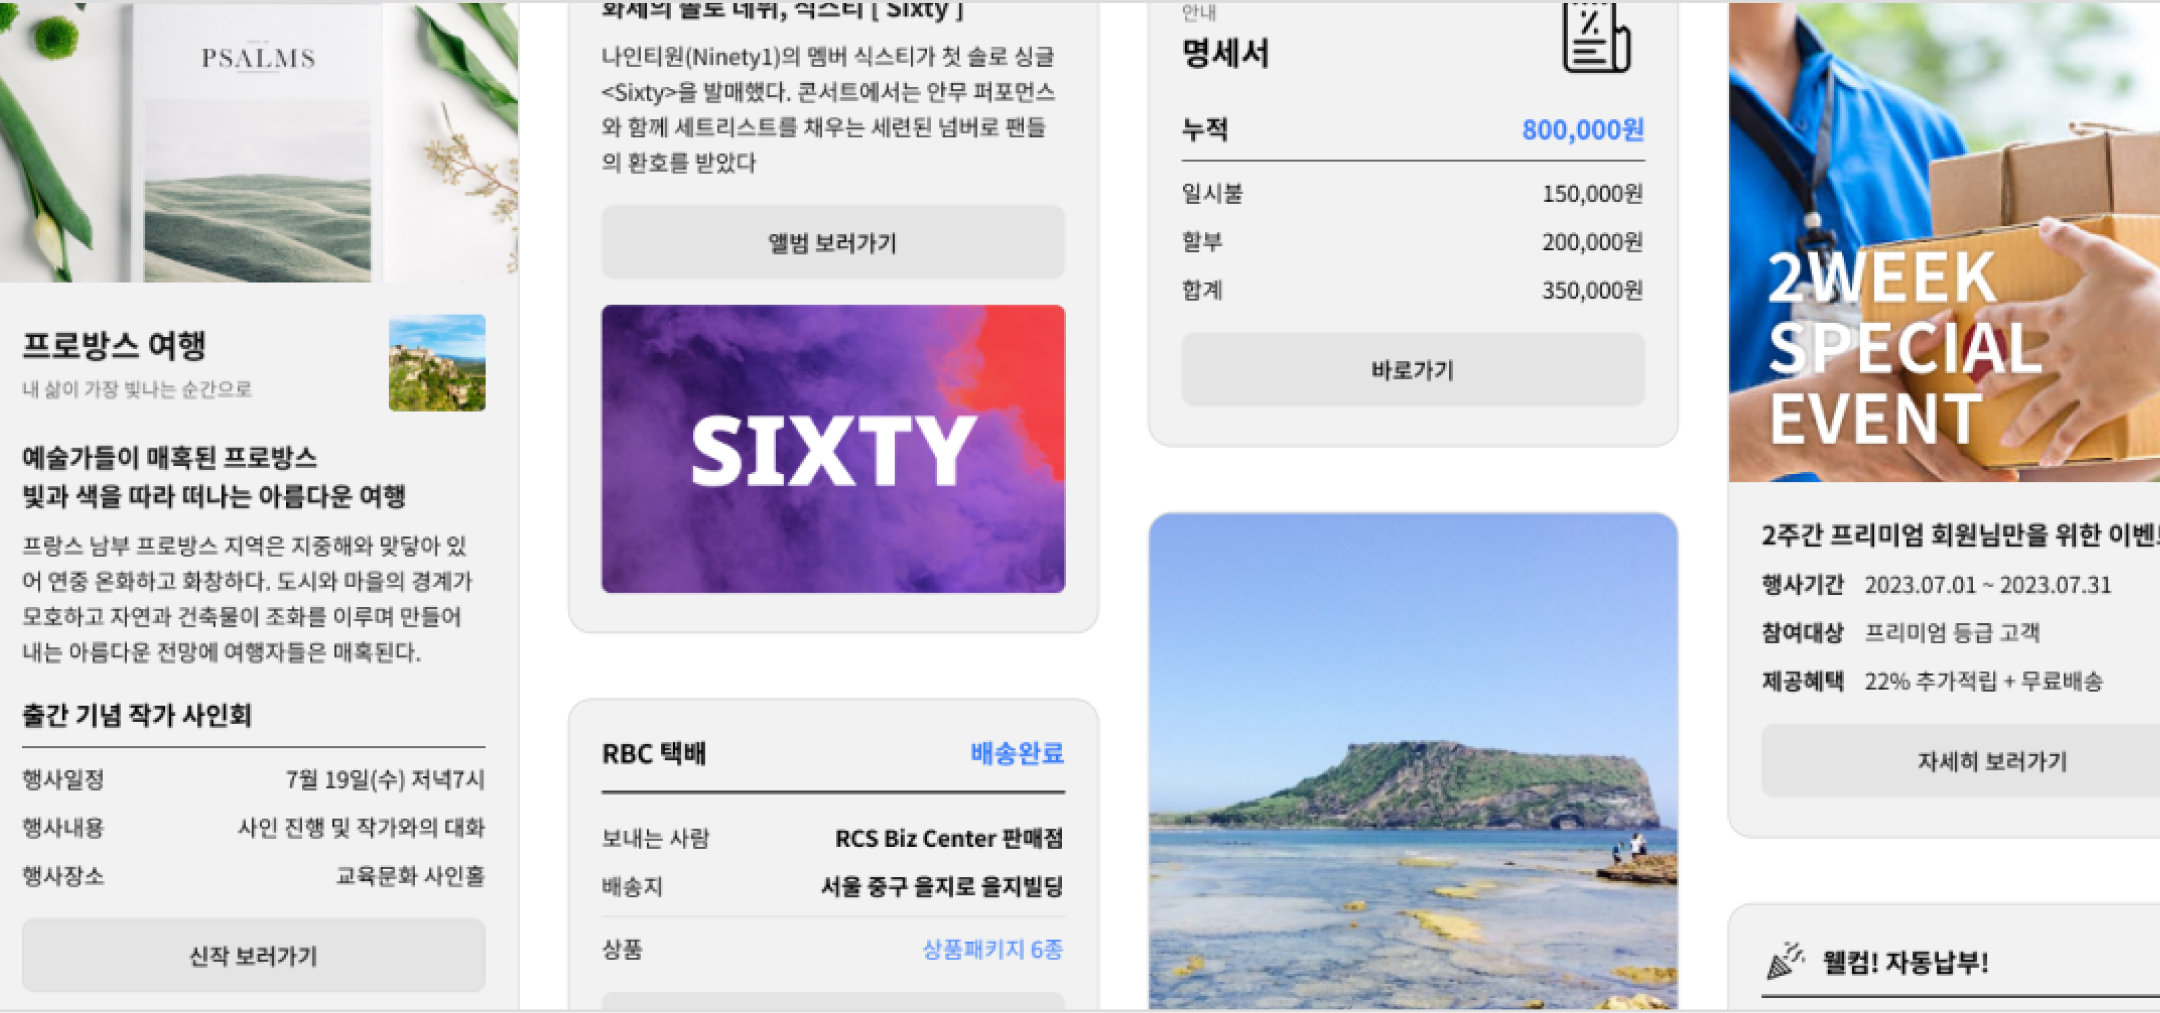 PSALMS
프로방스 여행
내 삶이 가장 빛나는 순간으로
예술가들이 매혹된 프로방스
빛과 색을 따라 떠나는 아름다운 여행
프랑스 남부 프로방스 지역은 지중해와 맞닿아 있
어 연중 온화하고 화창하다. 도시와 마을의 경계가
모호하고 자연과 건축물이 조화를 이루며 만들어
내는 아름다운 전망에 여행자들은 매혹된다.
출간 기념 작가 사인회
행사일정 7월 19일(수) 저녁7시
행사내용 사인 진행 및 작가와의 대화
행사장소 교육문화 사인홀
신작 보러가기
화제의 솔로 데뷔, 식스티 [ Sixty ]
나인티원(Ninety1)의 멤버 식스티가 첫 솔로 싱글
<Sixty>을 발매했다. 콘서트에서는 안무 퍼포먼스
와 함께 세트리스트를 채우는 세련된 넘버로 팬들
의 환호를 받았다
앨범 보러가기
SIXTY
RBC 택배 배송완료
보내는 사람 RCS Biz Center 판매점
배송지 서울 중구 을지로 을지빌딩
상품 상품패키지 6종
안내
명세서
누적 800,000원
일시불 150,000원
할부 200,000원
합계 350,000원
바로가기
2WEEK
SPECIAL
EVENT
2주간 프리미엄 회원님만을 위한 이벤트
행사기간 2023.07.01 ~ 2023.07.31
참여대상 프리미엄 등급 고객
제공혜택 22% 추가적립 + 무료배송
자세히 보러가기
웰컴! 자동납부!